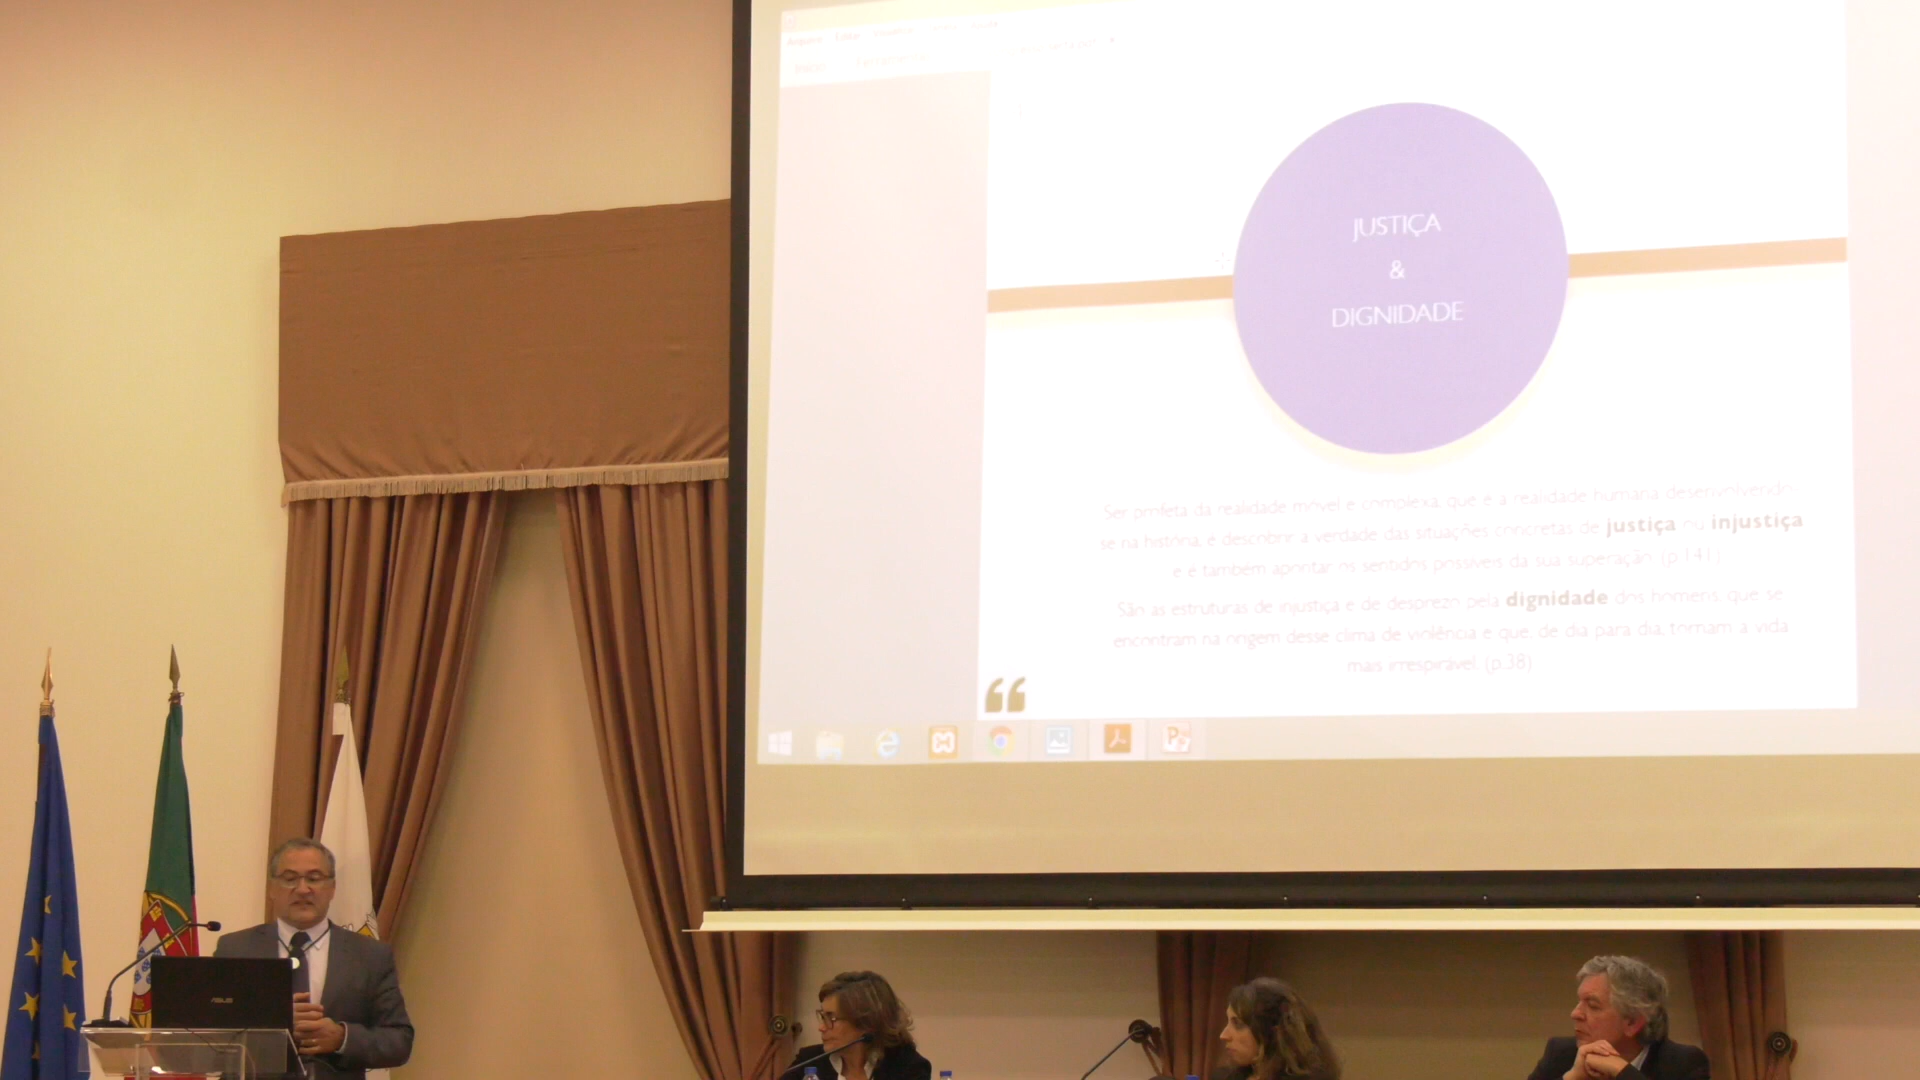 JUSTIÇA
&
DIGNIDADE
Ser profeta da realidade móvel e complexa que é a realidade humana desenvolvendo-
se na história, é descobrir a verdade das situações concretas de justiça ou injustiça
e é também apontar os sentidos possíveis da sua superação. (p.141)
São as estruturas de injustiça e de desprezo pela dignidade dos homens que se
encontram na origem desse clima de violência e que, de dia para dia, tornam a vida
mais irrespirável. (p.38)
ASUS